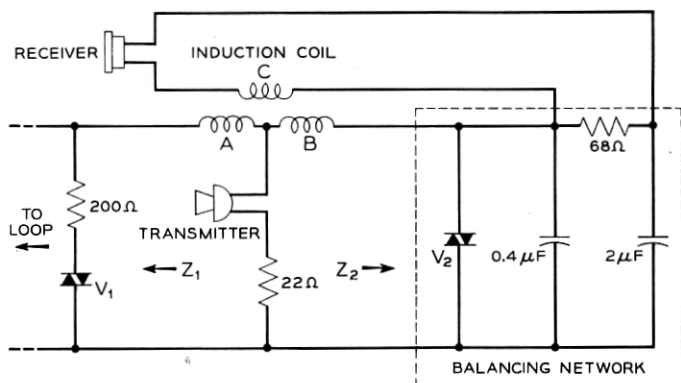 RECEIVER
INDUCTION COIL
C
A
B
68Ω
200Ω
TO
LOOP
TRANSMITTER
V₁
Z₁
22Ω
Z₂
V₂
0.4μF
2μF
BALANCING NETWORK